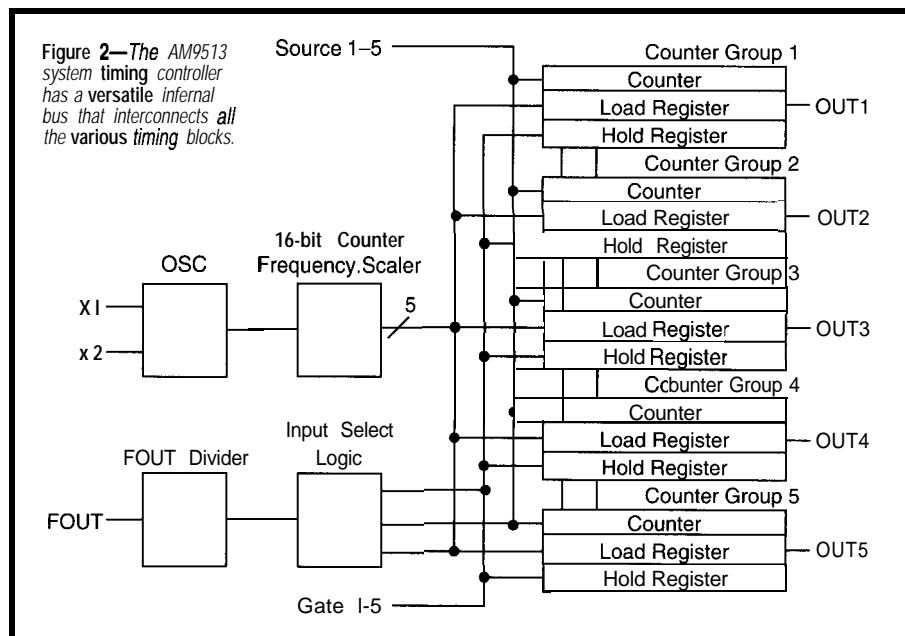 Figure 2—The AM9513
system timing controller
has a versatile infernal
bus that interconnects all
the various timing blocks.
Source 1–5
Counter Group 1
Counter
Load Register
OUT1
Hold Register
Counter Group 2
Counter
Load Register
OUT2
Hold Register
Counter Group 3
Counter
Load Register
OUT3
Hold Register
Ccbunter Group 4
Counter
Load Register
OUT4
Hold Register
Counter Group 5
Counter
Load Register
OUT5
Hold Register
16-bit Counter
Frequency.Scaler
OSC
5
XI
x2
Input Select
Logic
FOUT Divider
FOUT
Gate I-5